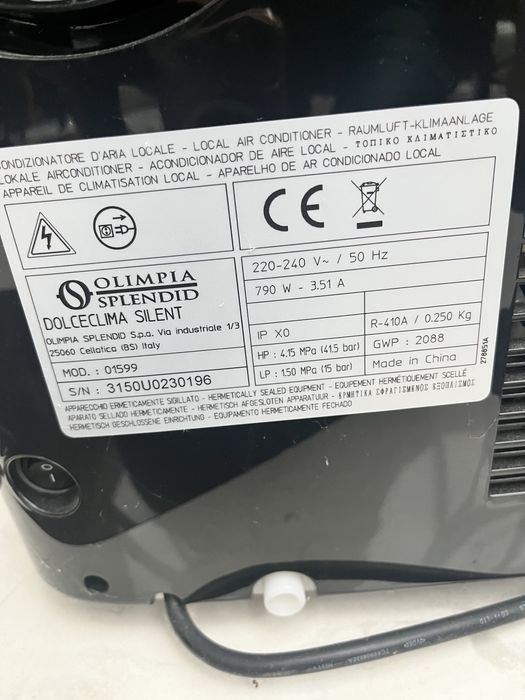 CONDIZIONATORE D'ARIA LOCALE - LOCAL AIR CONDITIONER - RAUMLUFT-KLIMAANLAGE
LOKALE AIRCONDITIONER - ACONDICIONADOR DE AIRE LOCAL - ΤΟΠΙΚΟ ΚΛΙΜΑΤΙΣΤΙΚΟ
APPAREIL DE CLIMATISATION LOCAL - APARELHO DE AR CONDICIONADO LOCAL
CE
OLIMPIA
SPLENDID
DOLCECLIMA SILENT
OLIMPIA SPLENDID S.p.a. Via industriale 1/3
25060 Cellatica (BS) Italy
MOD. : 01599
S/N : 3150U0230196
220-240 V~ / 50 Hz
790 W - 3.51 A
IP X0
R-410A / 0.250 Kg
HP : 4.15 MPa (41.5 bar)
GWP : 2088
LP : 1.50 MPa (15 bar)
Made in China
278851A
APPARECCHIO ERMETICAMENTE SIGILLATO - HERMETICALLY SEALED EQUIPMENT - EQUIPEMENT HERMÉTIQUEMENT SCELLÉ
APARATO SELLADO HERMETICAMENTE - HERMETISCH AFGESLOTEN APPARATUUR - ΕΡΜΗΤΙΚΑ ΣΦΡΑΓΙΣΜΕΝΟΣ ΕΞΟΠΛΙΣΜΟΣ
HERMETISCH GESCHLOSSENE EINRICHTUNG - EQUIPAMENTO HERMETICAMENTE FECHADO